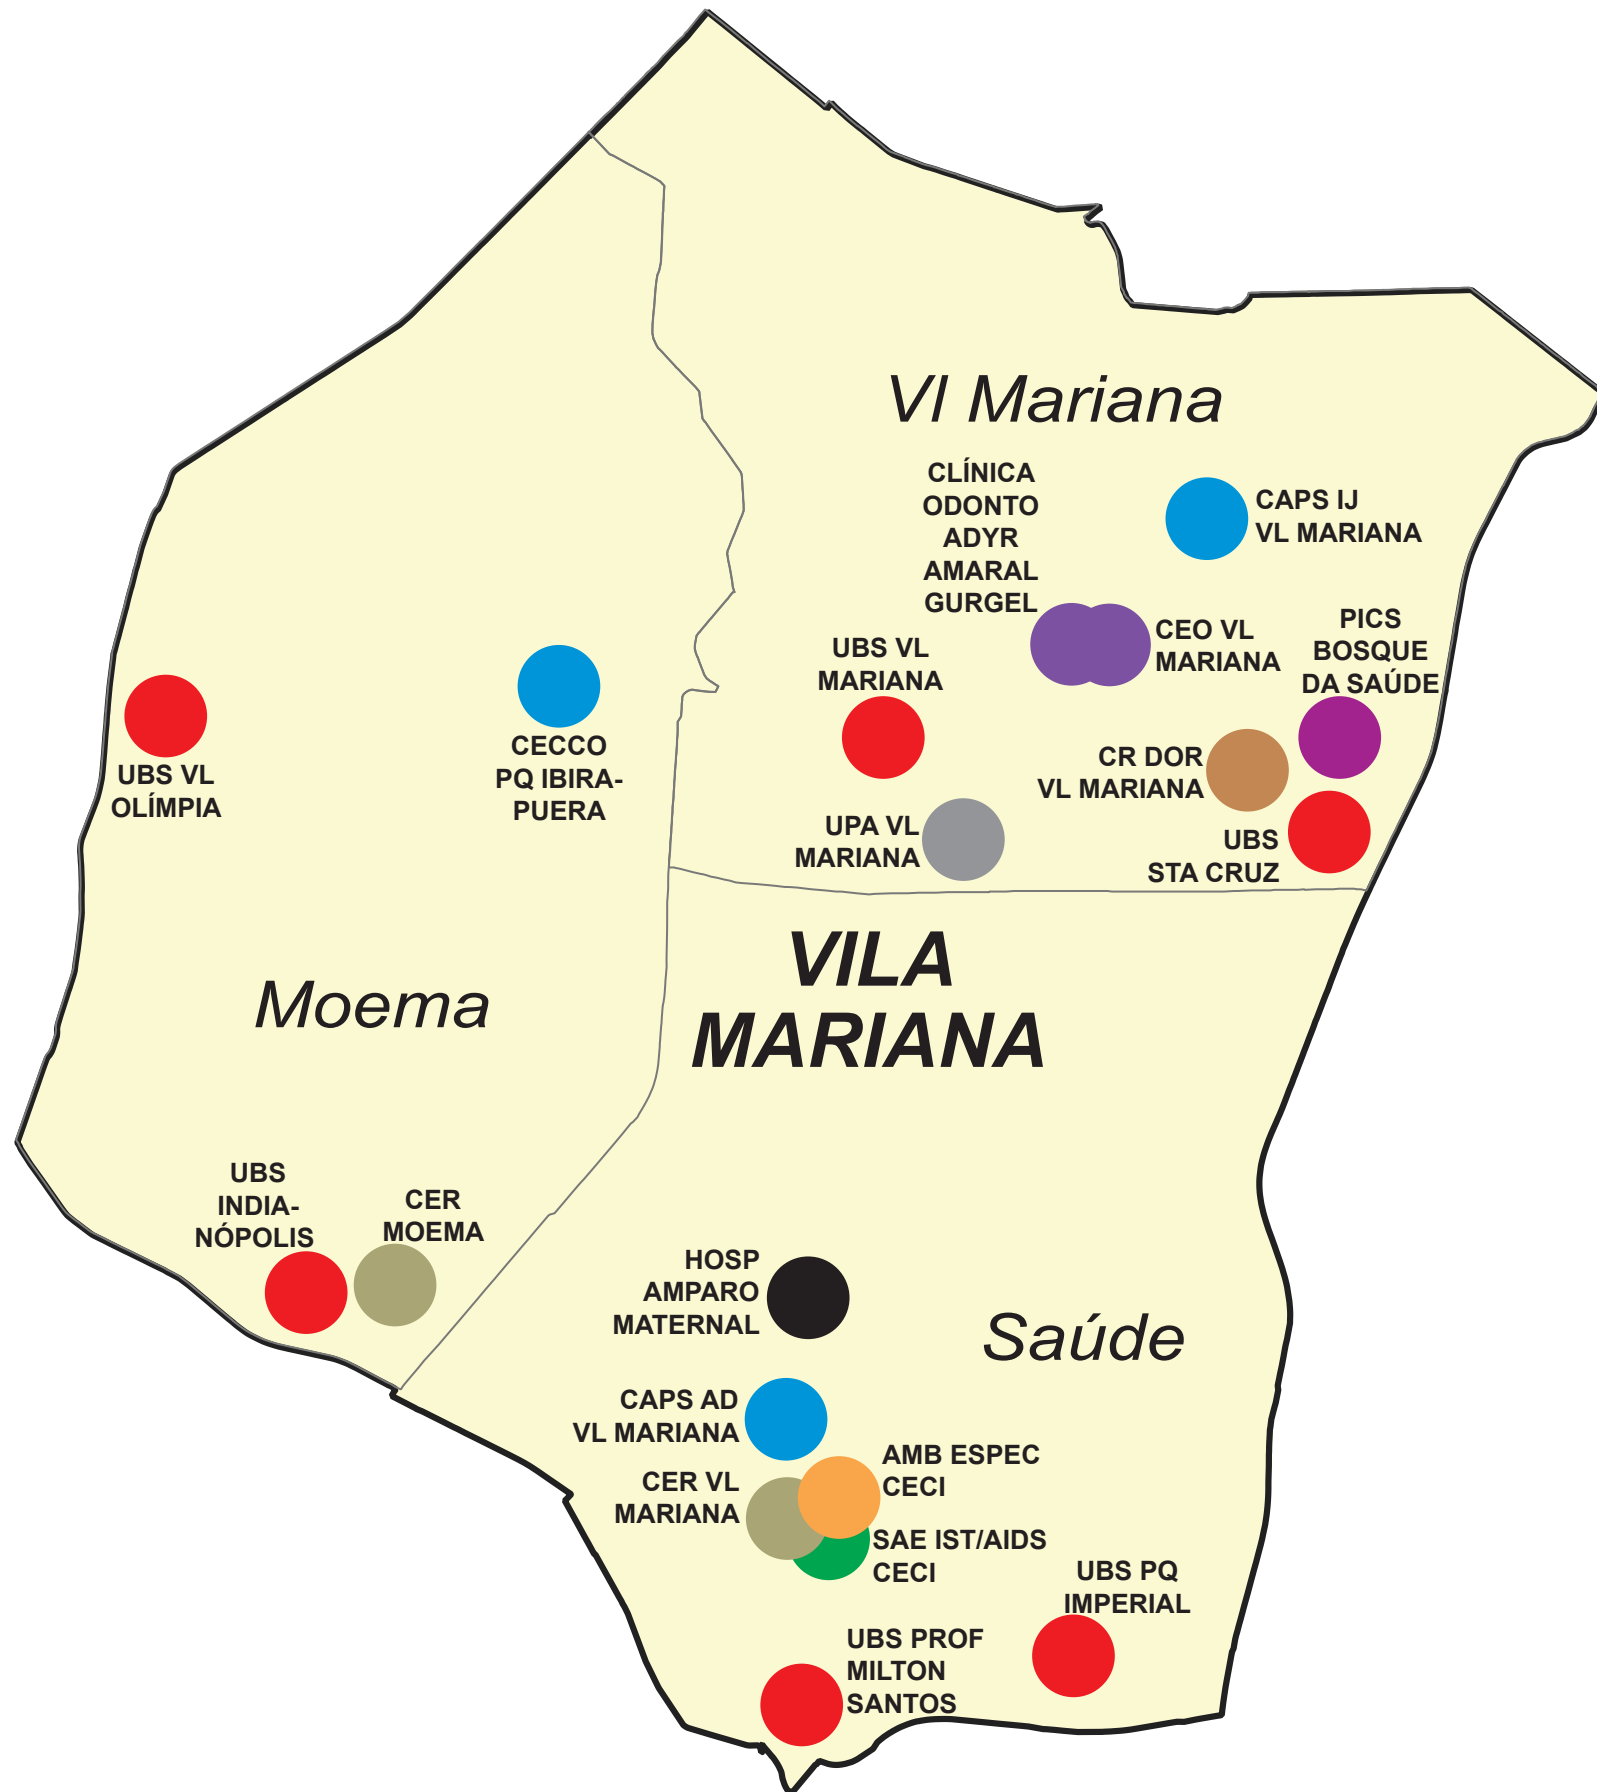 Vl Mariana
CLÍNICA
ODONTO
ADYR
AMARAL
GURGEL
CAPS IJ
VL MARIANA
CEO VL
MARIANA
PICS
BOSQUE
DA SAÚDE
UBS VL
MARIANA
CR DOR
VL MARIANA
UPA VL
MARIANA
UBS
STA CRUZ
UBS VL
OLÍMPIA
CECCO
PQ IBIRA-
PUERA
VILA
MARIANA
Moema
UBS
INDIA-
NÓPOLIS
CER
MOEMA
HOSP
AMPARO
MATERNAL
Saúde
CAPS AD
VL MARIANA
AMB ESPEC
CECI
CER VL
MARIANA
SAE IST/AIDS
CECI
UBS PQ
IMPERIAL
UBS PROF
MILTON
SANTOS